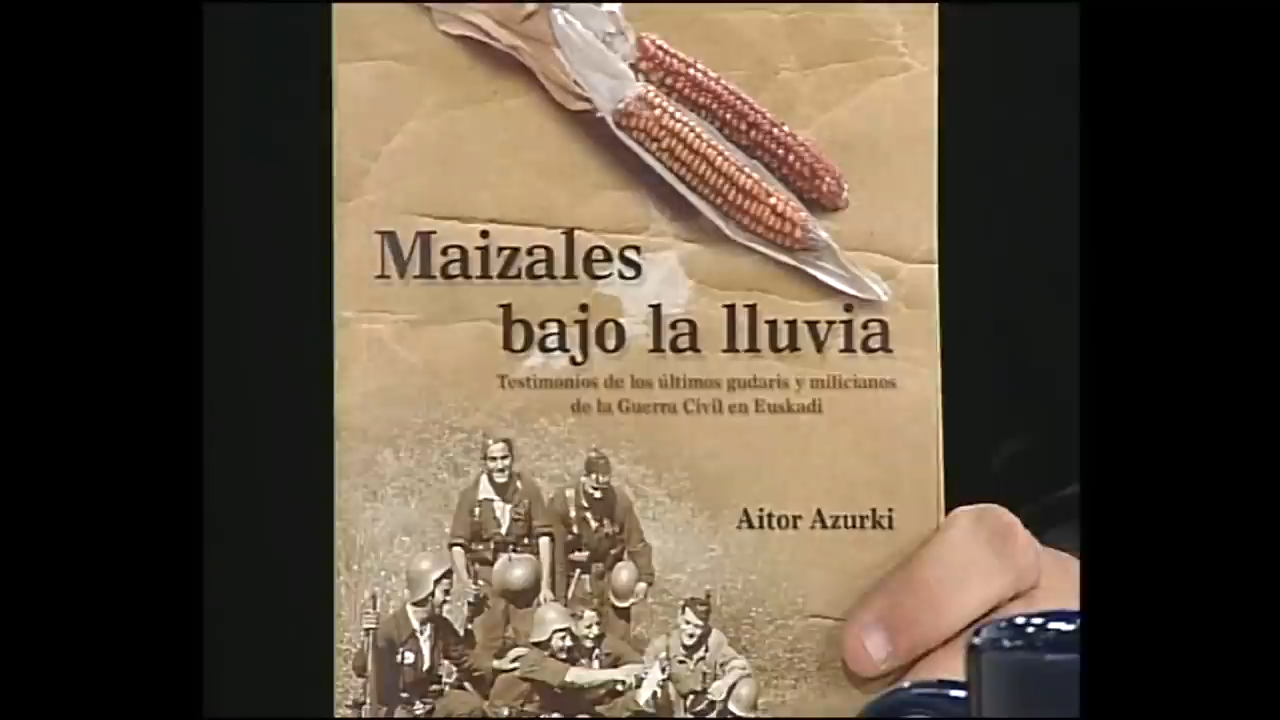 Maizales
bajo la lluvia
Testimonios de los últimos gudaris y milicianos
de la Guerra Civil en Euskadi
Aitor Azurki